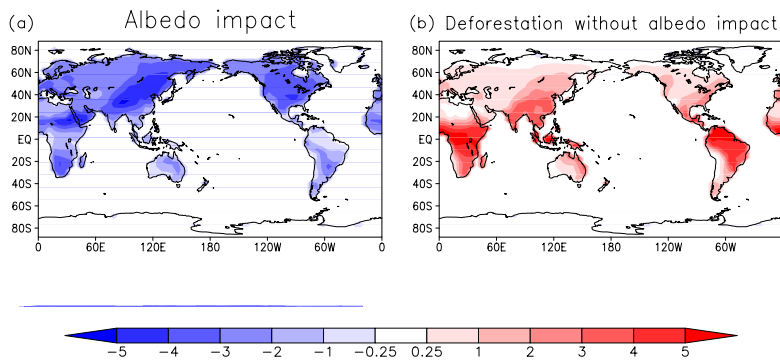 (a) Albedo impact
(b) Deforestation without albedo impact
80N
60N
40N
20N
EQ
20S
40S
60S
80S
0 60E 120E 180 120W 60W 0
80N
60N
40N
20N
EQ
20S
40S
60S
80S
0 60E 120E 180 120W 60W
-5 -4 -3 -2 -1 -0.25 0.25 1 2 3 4 5